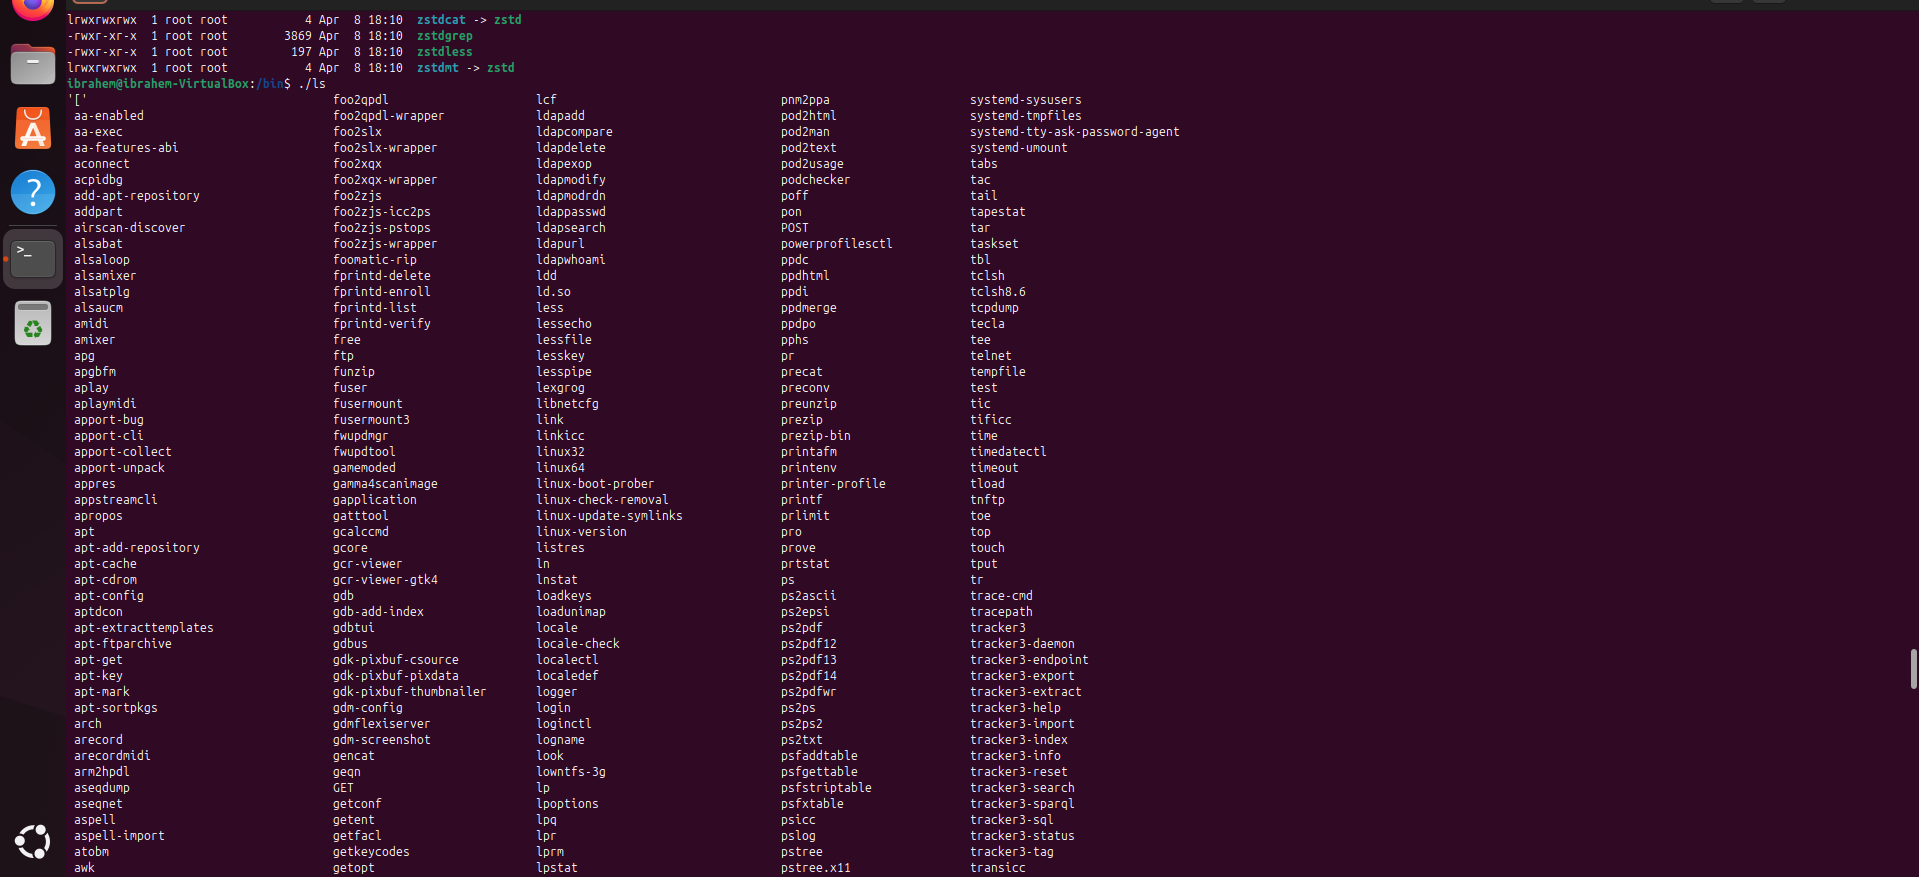 lrwxrwxrwx  1 root root           4 Apr  8 18:10  zstdcat -> zstd
-rwxr-xr-x  1 root root        3869 Apr  8 18:10  zstdgrep
-rwxr-xr-x  1 root root         197 Apr  8 18:10  zstdless
lrwxrwxrwx  1 root root           4 Apr  8 18:10  zstdmt -> zstd
ibrahem@ibrahem-VirtualBox:/bin$ ./ls
'[' foo2qpdl lcf pnm2ppa systemd-sysusers
aa-enabled foo2qpdl-wrapper ldapadd pod2html systemd-tmpfiles
aa-exec foo2slx ldapcompare pod2man systemd-tty-ask-password-agent
aa-features-abi foo2slx-wrapper ldapdelete pod2text systemd-umount
aconnect foo2xqx ldapexop pod2usage tabs
acpidbg foo2xqx-wrapper ldapmodify podchecker tac
add-apt-repository foo2zjs ldapmodrdn poff tail
addpart foo2zjs-icc2ps ldappasswd pon tapestat
airscan-discover foo2zjs-pstops ldapsearch POST tar
alsabat foo2zjs-wrapper ldapurl powerprofilesctl taskset
alsaloop foomatic-rip ldapwhoami ppdc tbl
alsamixer fprintd-delete ldd ppdhtml tclsh
alsatplg fprintd-enroll ld.so ppdi tclsh8.6
alsaucm fprintd-list less ppdmerge tcpdump
amidi fprintd-verify lessecho ppdpo tecla
amixer free lessfile pphs tee
apg ftp lesskey pr telnet
apgbfm funzip lesspipe precat tempfile
aplay fuser lexgrog preconv test
aplaymidi fusermount libnetcfg preunzip tic
apport-bug fusermount3 link prezip tificc
apport-cli fwupdmgr linkicc prezip-bin time
apport-collect fwupdtool linux32 printafm timedatectl
apport-unpack gamemoded linux64 printenv timeout
appres gamma4scanimage linux-boot-prober printer-profile tload
appstreamcli gapplication linux-check-removal printf tnftp
apropos gatttool linux-update-symlinks prlimit toe
apt gcalccmd linux-version pro top
apt-add-repository gcore listres prove touch
apt-cache gcr-viewer ln prtstat tput
apt-cdrom gcr-viewer-gtk4 lnstat ps tr
apt-config gdb loadkeys ps2ascii trace-cmd
aptdcon gdb-add-index loadunimap ps2epsi tracepath
apt-extracttemplates gdbtui locale ps2pdf tracker3
apt-ftparchive gdbus locale-check ps2pdf12 tracker3-daemon
apt-get gdk-pixbuf-csource localectl ps2pdf13 tracker3-endpoint
apt-key gdk-pixbuf-pixdata localedef ps2pdf14 tracker3-export
apt-mark gdk-pixbuf-thumbnailer logger ps2pdfwr tracker3-extract
apt-sortpkgs gdm-config login ps2ps tracker3-help
arch gdmflexiserver loginctl ps2ps2 tracker3-import
arecord gdm-screenshot logname ps2txt tracker3-index
arecordmidi gencat look psfaddtable tracker3-info
arm2hpdl geqn lowntfs-3g psfgettable tracker3-reset
aseqdump GET lp psfstriptable tracker3-search
aseqnet getconf lpoptions psfxtable tracker3-sparql
aspell getent lpq psicc tracker3-sql
aspell-import getfacl lpr pslog tracker3-status
atobm getkeycodes lprm pstree tracker3-tag
awk getopt lpstat pstree.x11 transicc